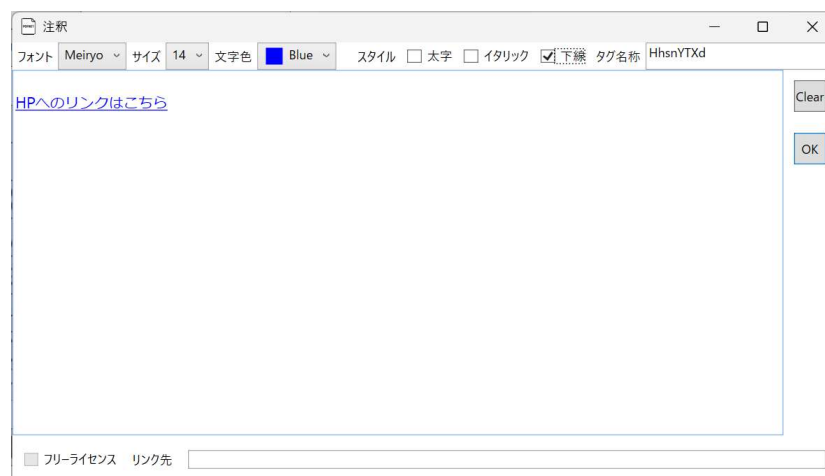 注釈
フォント Meiryo サイズ 14 文字色 Blue スタイル 太字 イタリック 下線 タグ名称 HhsnYTXd
HPへのリンクはこちら
Clear
OK
フリーライセンス リンク先